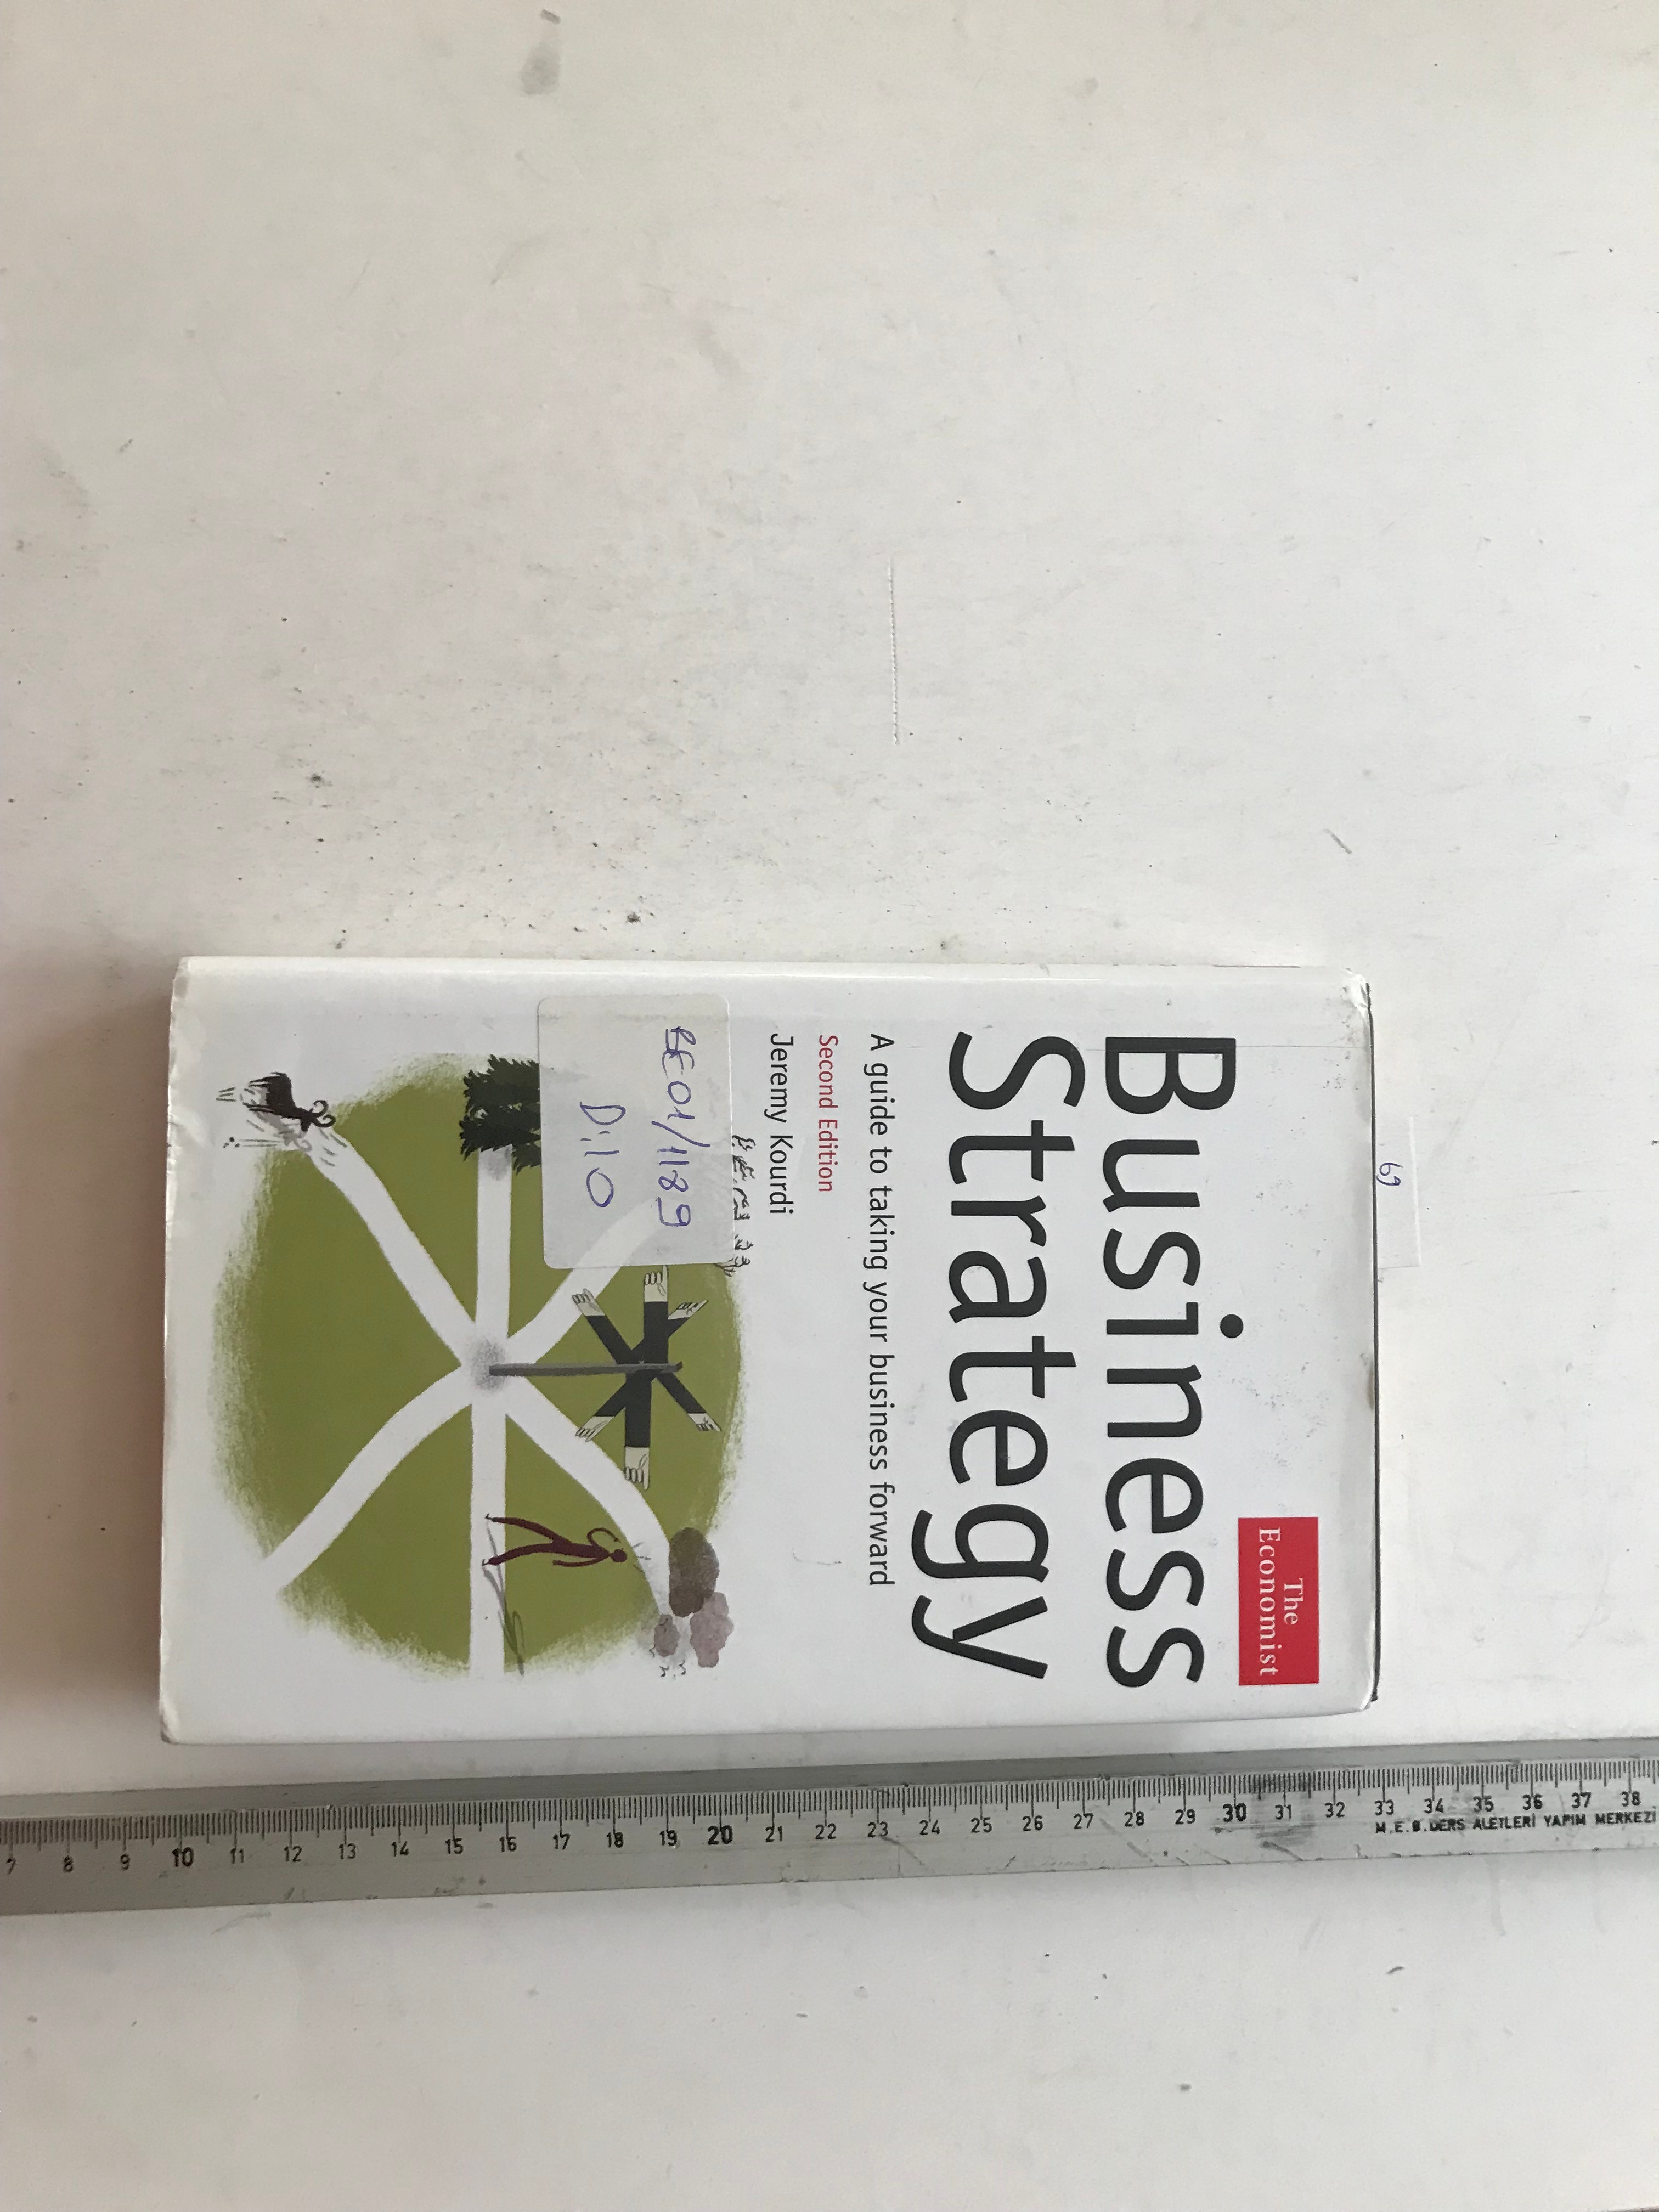 69
The
Economist
Business
Strategy
A guide to taking your business forward
Second Edition
Jeremy Kourdi
BE01/1189
D:10
7 8 9 10 11 12 13 14 15 16 17 18 19 20 21 22 23 24 25 26 27 28 29 30 31 32 33 34 35 36 37 38
M.E.B. DERS ALETLERİ YAPIM MERKEZİ